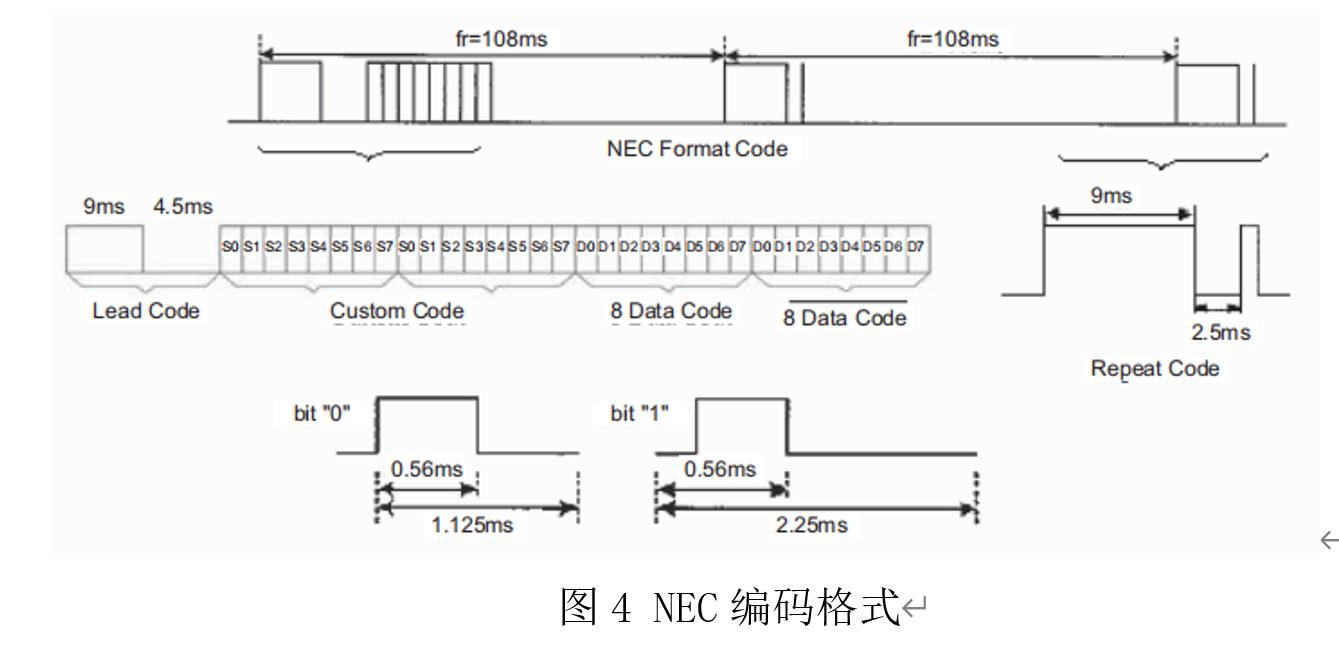 fr=108ms fr=108ms
NEC Format Code
9ms 4.5ms
S0 S1 S2 S3 S4 S5 S6 S7 S0 S1 S2 S3 S4 S5 S6 S7 D0 D1 D2 D3 D4 D5 D6 D7 D0 D1 D2 D3 D4 D5 D6 D7
Lead Code Custom Code 8 Data Code 8 Data Code
9ms
2.5ms
Repeat Code
bit "0" bit "1"
0.56ms 0.56ms
1.125ms 2.25ms
图 4 NEC 编码格式